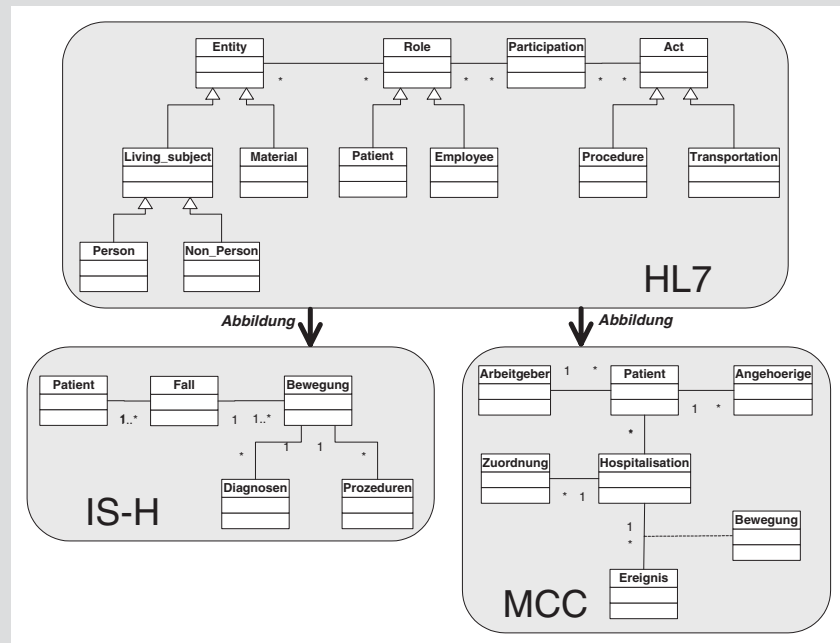 Entity
Role
Participation
Act
*
*
*
*
*
*
Living_subject
Material
Patient
Employee
Procedure
Transportation
Person
Non_Person
HL7
Abbildung
Abbildung
Patient
Fall
Bewegung
1..*
1
1..*
1
1
*
*
Diagnosen
Prozeduren
IS-H
Arbeitgeber
1
*
Patient
Angehoerige
1
*
*
Zuordnung
Hospitalisation
*
1
1
*
Bewegung
Ereignis
MCC